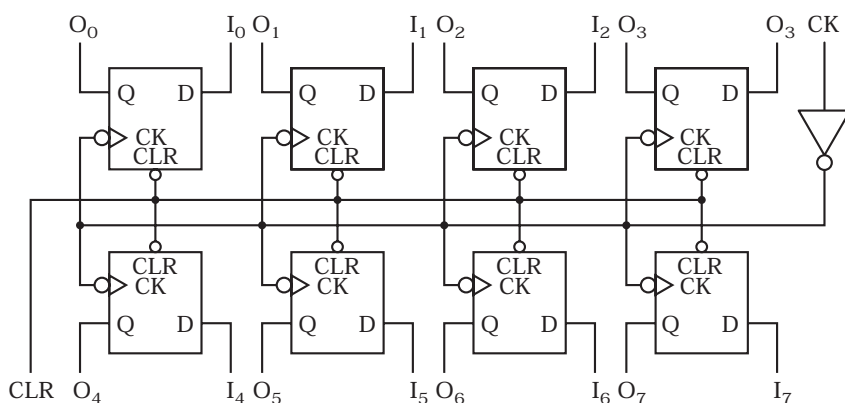 O₀ I₀ O₁ I₁ O₂ I₂ O₃ O₃ CK
Q D Q D Q D Q D
CK CK CK CK
CLR CLR CLR CLR
CLR CLR CLR CLR
CK CK CK CK
Q D Q D Q D Q D
CLR O₄ I₄ O₅ I₅ O₆ I₆ O₇ I₇